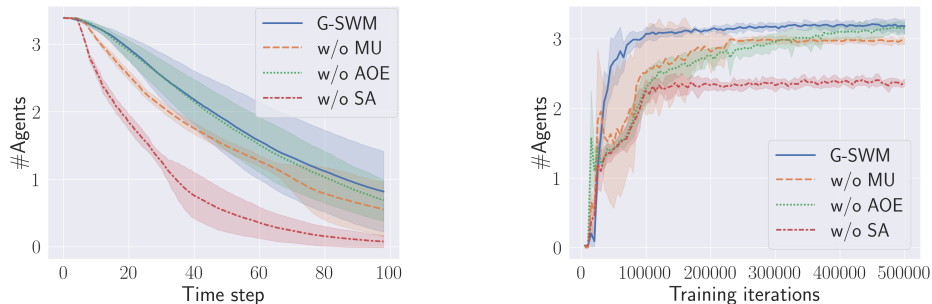 #Agents
3
2
1
0
G-SWM
w/o MU
w/o AOE
w/o SA
0
20
40
60
80
100
Time step
#Agents
3
2
1
0
G-SWM
w/o MU
w/o AOE
w/o SA
0
100000
200000
300000
400000
500000
Training iterations